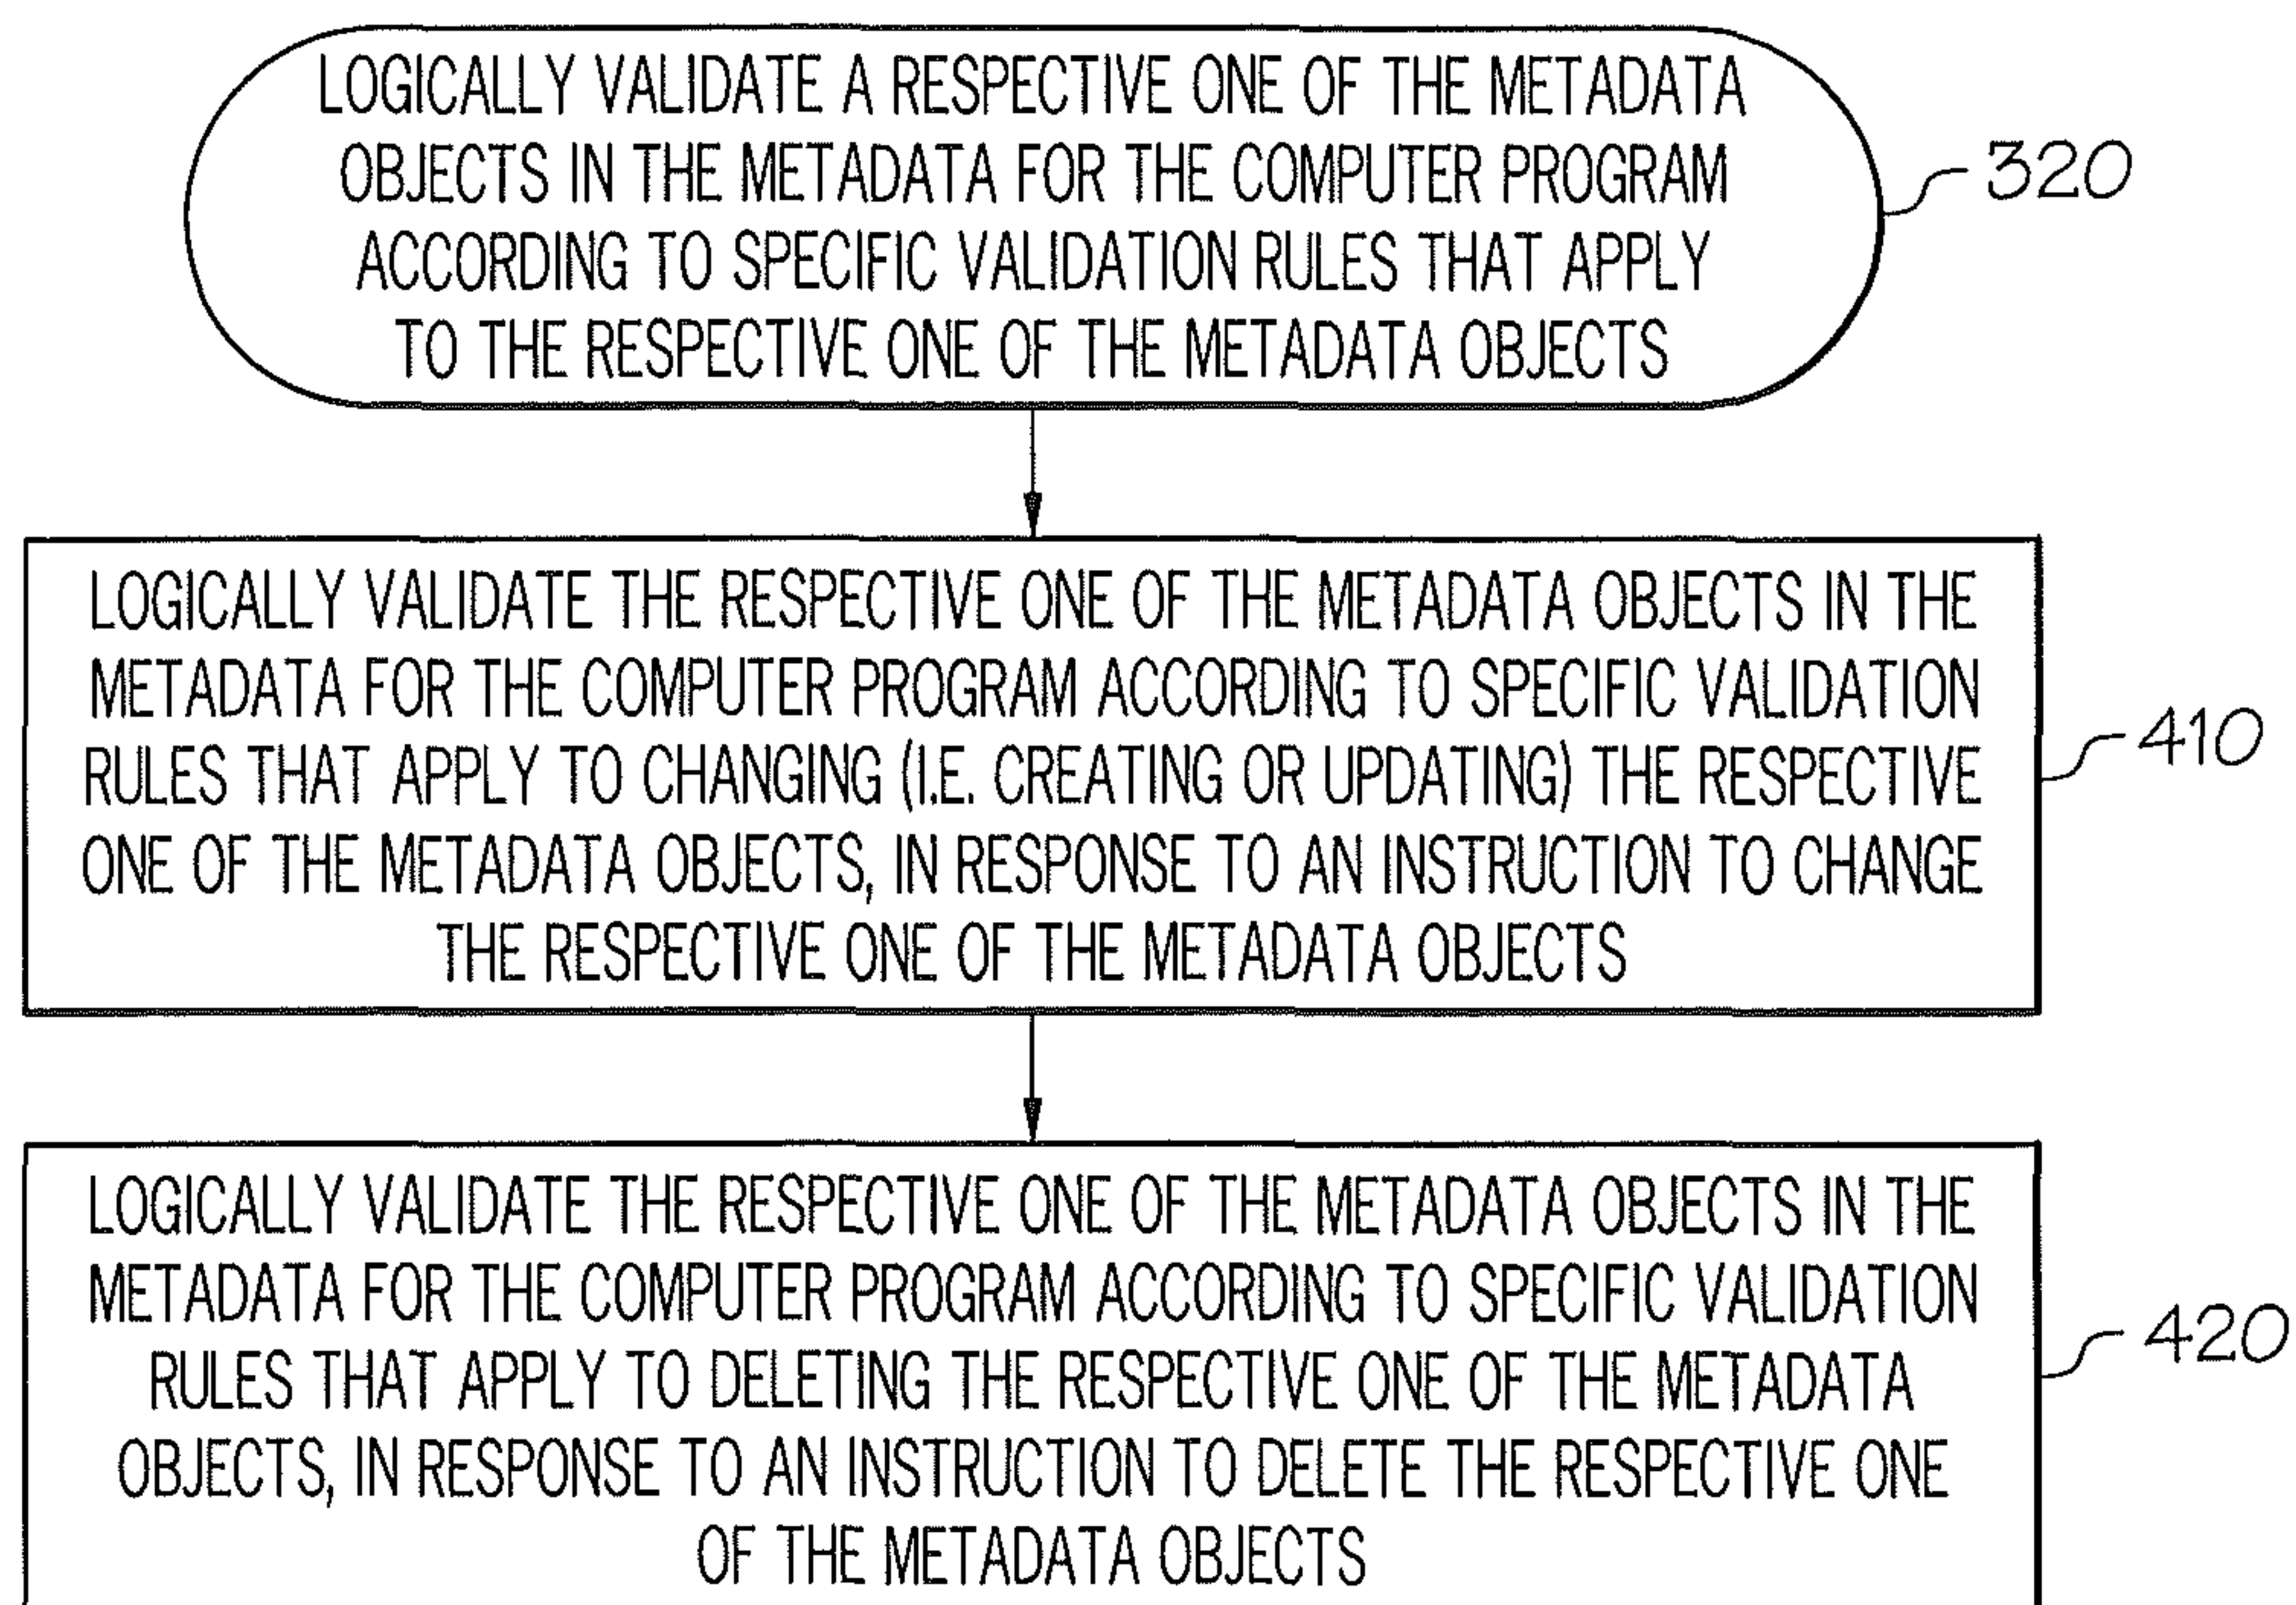 LOGICALLY VALIDATE A RESPECTIVE ONE OF THE METADATA
OBJECTS IN THE METADATA FOR THE COMPUTER PROGRAM
ACCORDING TO SPECIFIC VALIDATION RULES THAT APPLY
TO THE RESPECTIVE ONE OF THE METADATA OBJECTS
320
LOGICALLY VALIDATE THE RESPECTIVE ONE OF THE METADATA OBJECTS IN THE
METADATA FOR THE COMPUTER PROGRAM ACCORDING TO SPECIFIC VALIDATION
RULES THAT APPLY TO CHANGING (I.E. CREATING OR UPDATING) THE RESPECTIVE
ONE OF THE METADATA OBJECTS, IN RESPONSE TO AN INSTRUCTION TO CHANGE
THE RESPECTIVE ONE OF THE METADATA OBJECTS
410
LOGICALLY VALIDATE THE RESPECTIVE ONE OF THE METADATA OBJECTS IN THE
METADATA FOR THE COMPUTER PROGRAM ACCORDING TO SPECIFIC VALIDATION
RULES THAT APPLY TO DELETING THE RESPECTIVE ONE OF THE METADATA
OBJECTS, IN RESPONSE TO AN INSTRUCTION TO DELETE THE RESPECTIVE ONE
OF THE METADATA OBJECTS
420